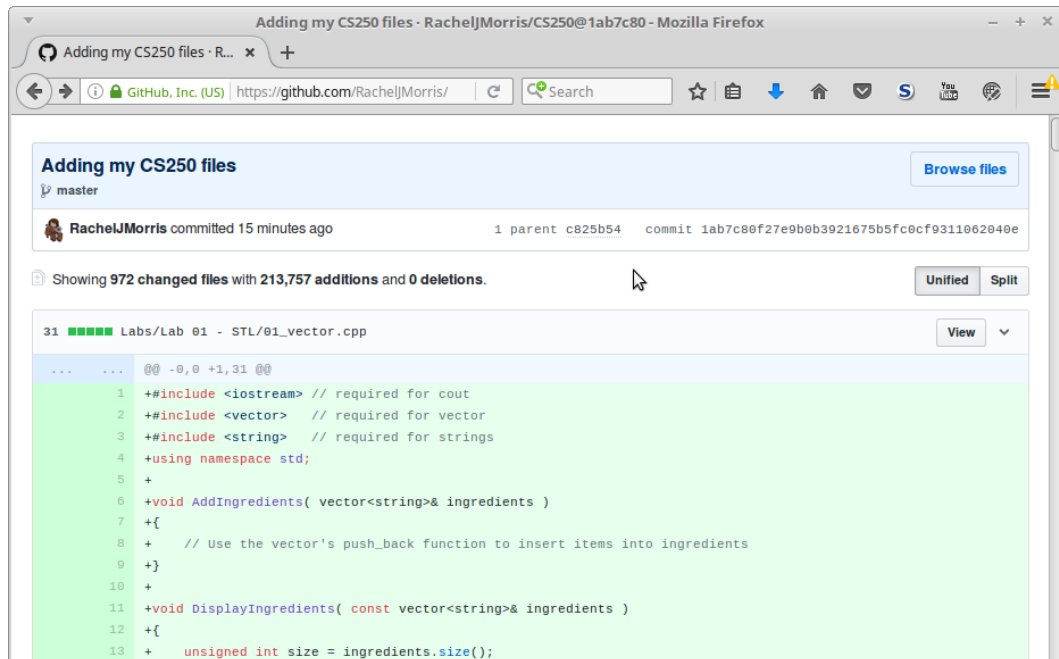 Adding my CS250 files · RachelJMorris/CS250@1ab7c80 - Mozilla Firefox
Adding my CS250 files · R...
GitHub, Inc. (US) https://github.com/RachelJMorris/ Search S You Tube
Adding my CS250 files Browse files
master
RachelJMorris committed 15 minutes ago 1 parent c825b54 commit 1ab7c80f27e9b0b3921675b5fc0cf9311062040e
Showing 972 changed files with 213,757 additions and 0 deletions. Unified Split
31 Labs/Lab 01 - STL/01_vector.cpp View
... ... @@ -0,0 +1,31 @@
1 +#include <iostream> // required for cout
2 +#include <vector> // required for vector
3 +#include <string> // required for strings
4 +using namespace std;
5 +
6 +void AddIngredients( vector<string>& ingredients )
7 +{
8 + // Use the vector's push_back function to insert items into ingredients
9 +}
10 +
11 +void DisplayIngredients( const vector<string>& ingredients )
12 +{
13 + unsigned int size = ingredients.size();